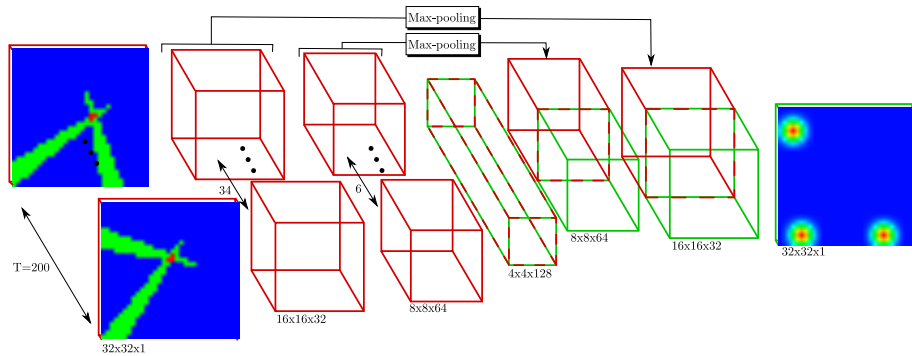 Max-pooling
Max-pooling
34
6
T=200
32x32x1
16x16x32
8x8x64
4x4x128
8x8x64
16x16x32
32x32x1